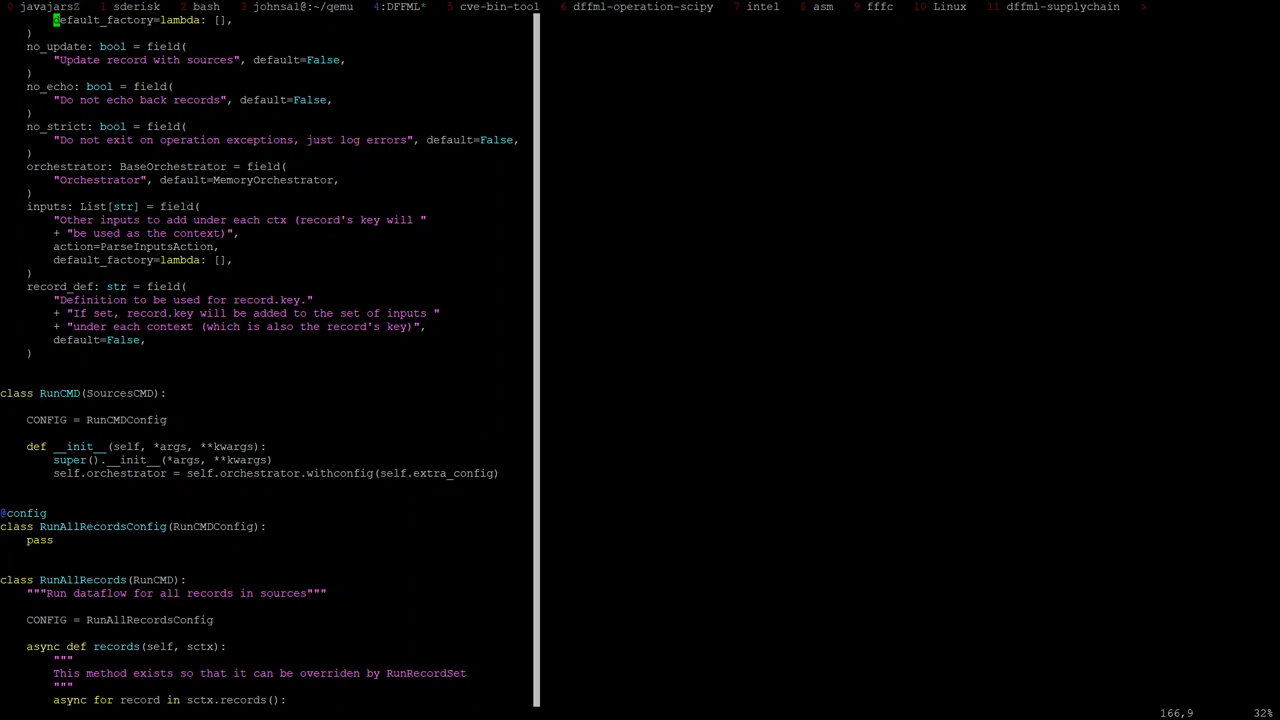 0 javajarsZ  1 sderisk  2 bash  3 johnsal@:~/qemu  4:DFFML*  5 cve-bin-tool  6 dffml-operation-scipy  7 intel  8 asm  9 fffc  10 Linux  11 dffml-supplychain  >
        default_factory=lambda: [],
    )
    no_update: bool = field(
        "Update record with sources", default=False,
    )
    no_echo: bool = field(
        "Do not echo back records", default=False,
    )
    no_strict: bool = field(
        "Do not exit on operation exceptions, just log errors", default=False,
    )
    orchestrator: BaseOrchestrator = field(
        "Orchestrator", default=MemoryOrchestrator,
    )
    inputs: List[str] = field(
        "Other inputs to add under each ctx (record's key will "
        + "be used as the context)",
        action=ParseInputsAction,
        default_factory=lambda: [],
    )
    record_def: str = field(
        "Definition to be used for record.key."
        + "If set, record.key will be added to the set of inputs "
        + "under each context (which is also the record's key)",
        default=False,
    )
class RunCMD(SourcesCMD):
    CONFIG = RunCMDConfig
    def __init__(self, *args, **kwargs):
        super().__init__(*args, **kwargs)
        self.orchestrator = self.orchestrator.withconfig(self.extra_config)
@config
class RunAllRecordsConfig(RunCMDConfig):
    pass
class RunAllRecords(RunCMD):
    """Run dataflow for all records in sources"""
    CONFIG = RunAllRecordsConfig
    async def records(self, sctx):
        """
        This method exists so that it can be overriden by RunRecordSet
        """
        async for record in sctx.records():
166,9  32%